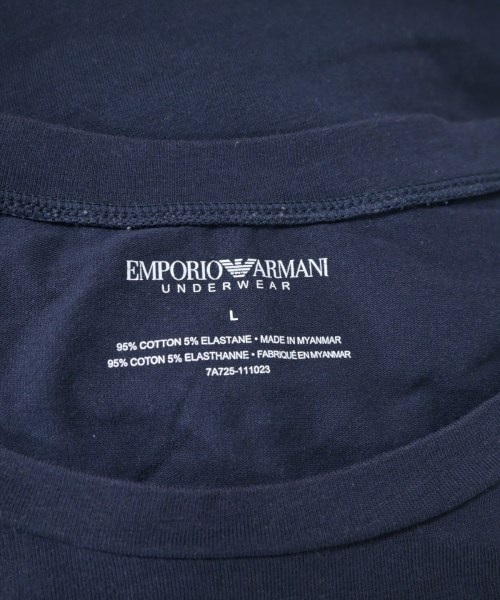 EMPORIO ARMANI
UNDERWEAR
L
95% COTTON 5% ELASTANE • MADE IN MYANMAR
95% COTON 5% ELASTHANNE • FABRIQUÉ EN MYANMAR
7A725-111023